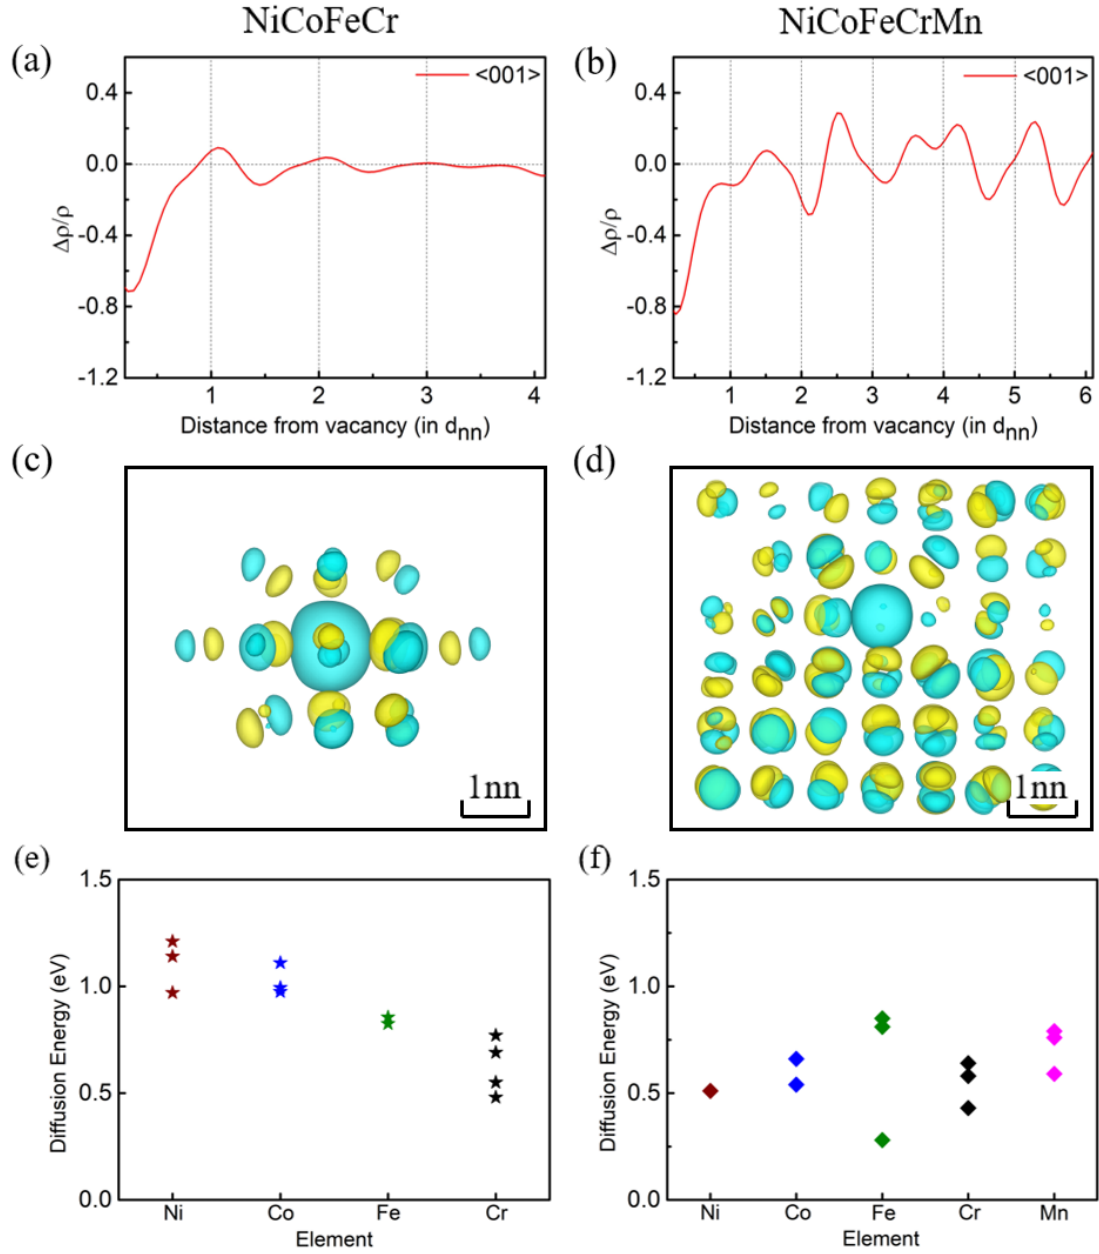 NiCoFeCr
NiCoFeCrMn
(a)
<001>
0.4
0.0
-0.4
-0.8
-1.2
Δρ/ρ
1 2 3 4
Distance from vacancy (in dnn)
(b)
<001>
0.4
0.0
-0.4
-0.8
-1.2
Δρ/ρ
1 2 3 4 5 6
Distance from vacancy (in dnn)
(c)
1nn
(d)
1nn
(e)
1.5
1.0
0.5
0.0
Diffusion Energy (eV)
Ni Co Fe Cr
Element
(f)
1.5
1.0
0.5
0.0
Diffusion Energy (eV)
Ni Co Fe Cr Mn
Element